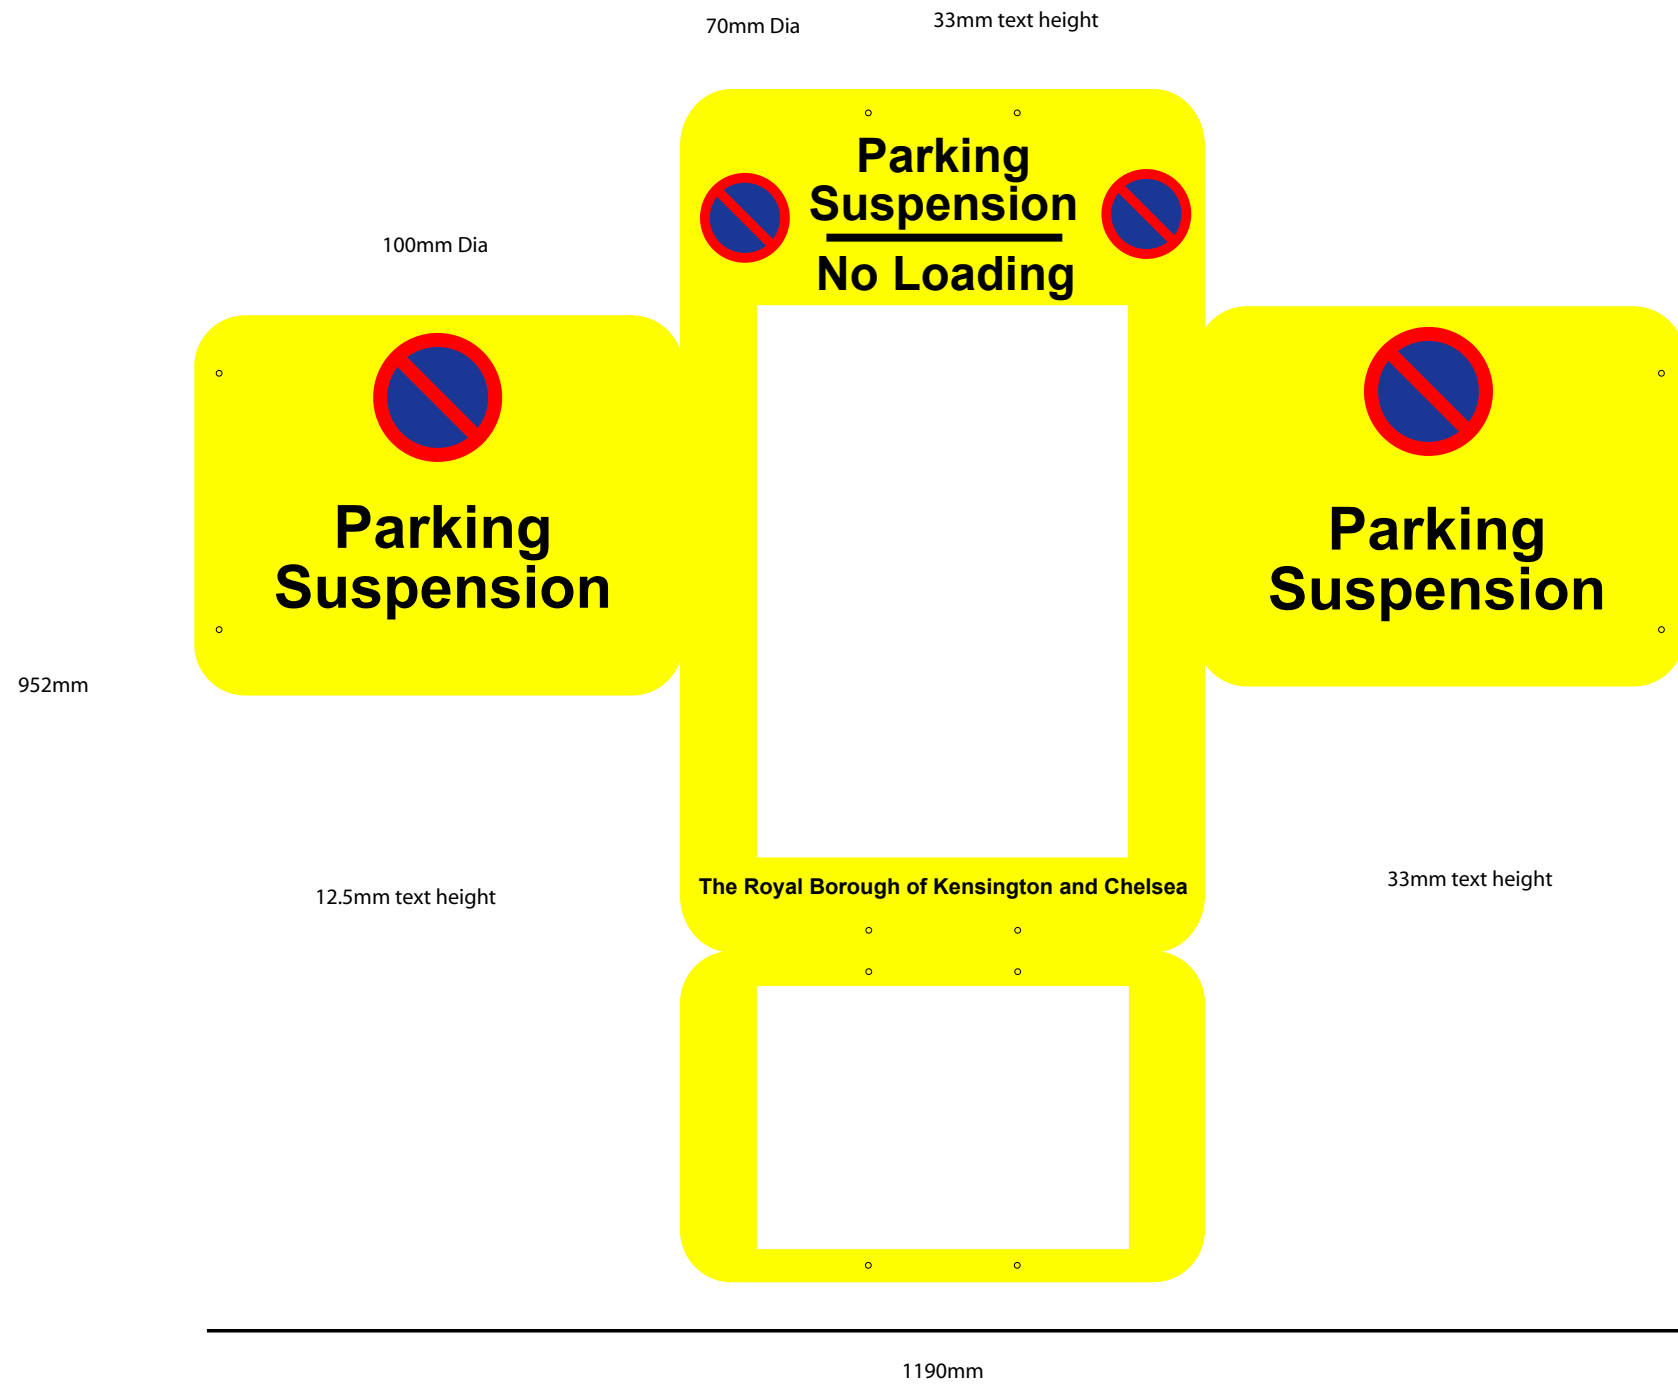 70mm Dia
33mm text height
Parking
Suspension
No Loading
100mm Dia
Parking
Suspension
Parking
Suspension
952mm
12.5mm text height
The Royal Borough of Kensington and Chelsea
33mm text height
1190mm